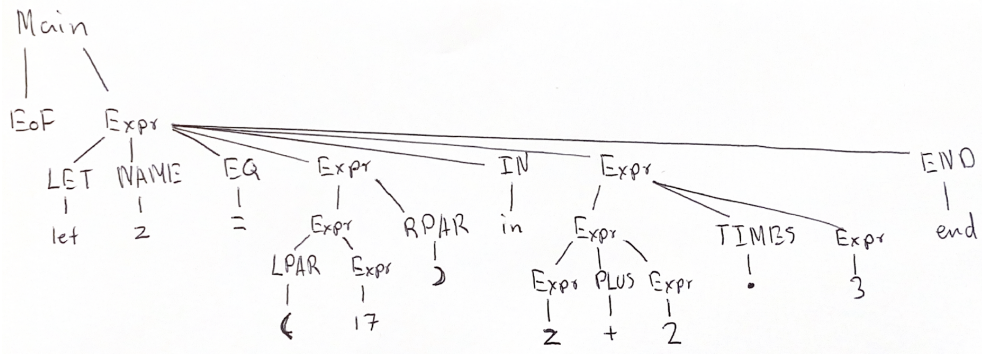 Main
EOF Expr
LET NAME EQ Expr IN Expr END
let z = Expr RPAR in Expr TIMES Expr end
LPAR Expr ) Expr PLUS Expr • 3
( 17 z + 2